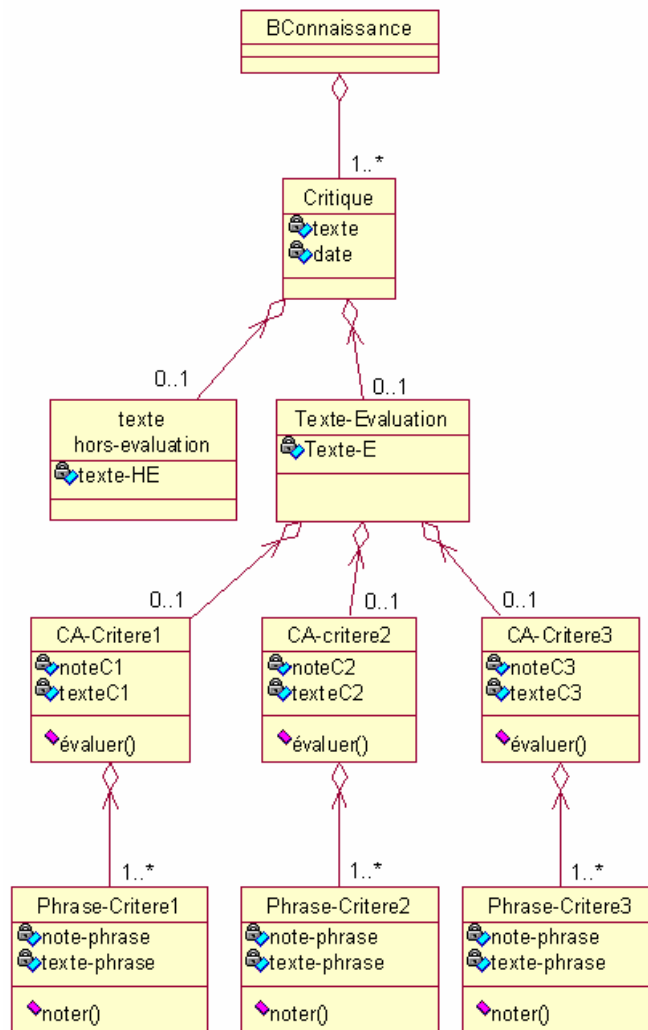 BConnaissance
1..*
Critique
texte
date
0..1
0..1
texte
hors-evaluation
texte-HE
Texte-Evaluation
Texte-E
0..1
0..1
0..1
CA-Critere1
noteC1
texteC1
évaluer()
CA-critere2
noteC2
texteC2
évaluer()
CA-Critere3
noteC3
texteC3
évaluer()
1..*
1..*
1..*
Phrase-Critere1
note-phrase
texte-phrase
noter()
Phrase-Critere2
note-phrase
texte-phrase
noter()
Phrase-Critere3
note-phrase
texte-phrase
noter()